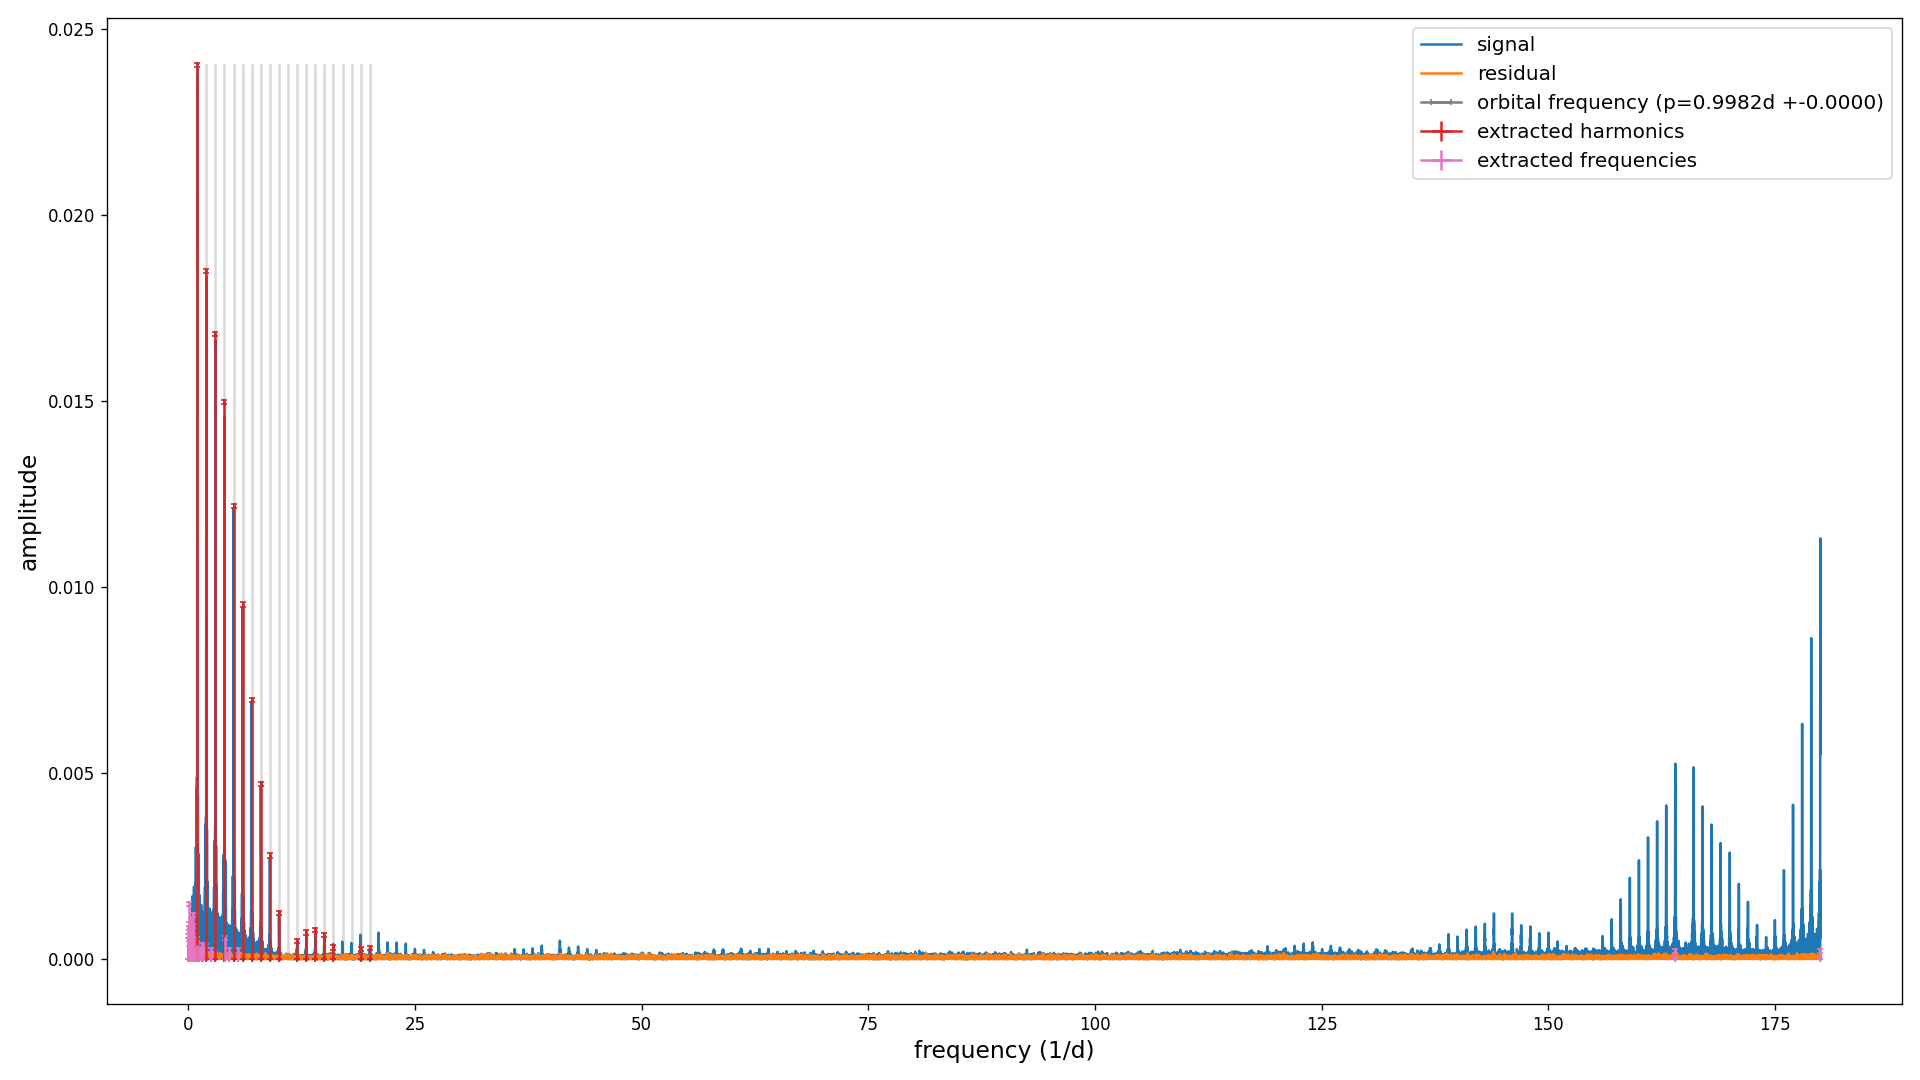 0.025
0.020
0.015
0.010
0.005
0.000
amplitude
0
25
50
75
100
125
150
175
frequency (1/d)
signal
residual
orbital frequency (p=0.9982d +-0.0000)
extracted harmonics
extracted frequencies